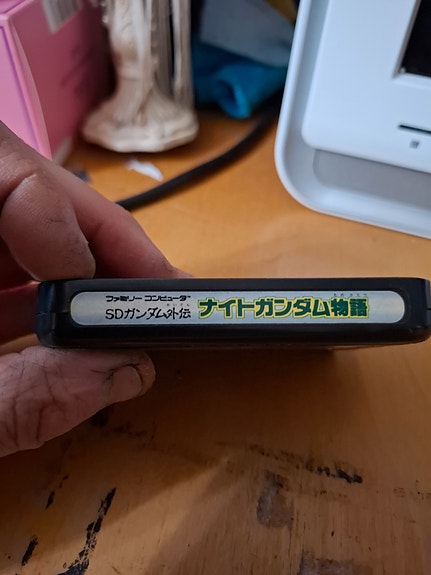 ファミリー コンピュータ
SDガンダム外伝 ナイトガンダム物語